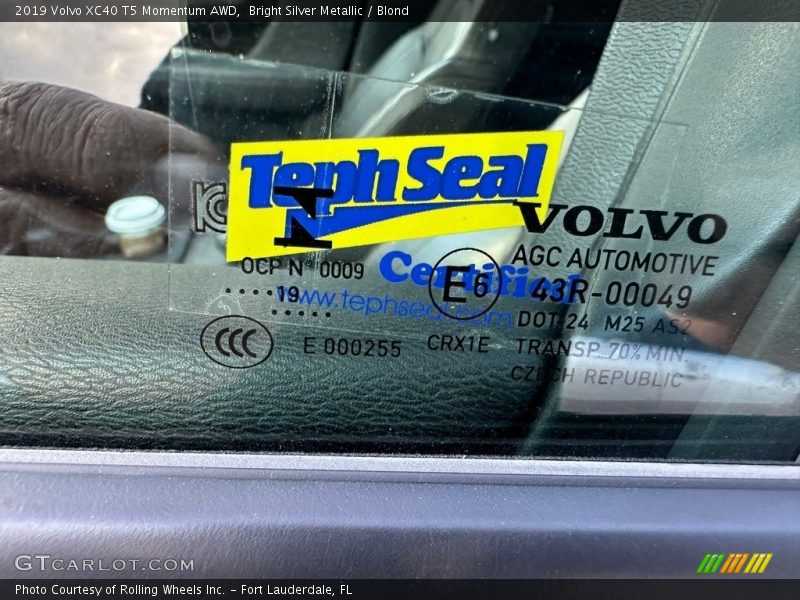 2019 Volvo XC40 T5 Momentum AWD, Bright Silver Metallic / Blond
Teph Seal
VOLVO
AGC AUTOMOTIVE
OCP N° 0009
Certified
E6
43R-00049
19
www.tephseal.com
DOT 24 M25 AS2
CCC
E 000255
CRX1E
TRANSP 70% MIN.
CZECH REPUBLIC
GTCARLOT.COM
Photo Courtesy of Rolling Wheels Inc. – Fort Lauderdale, FL